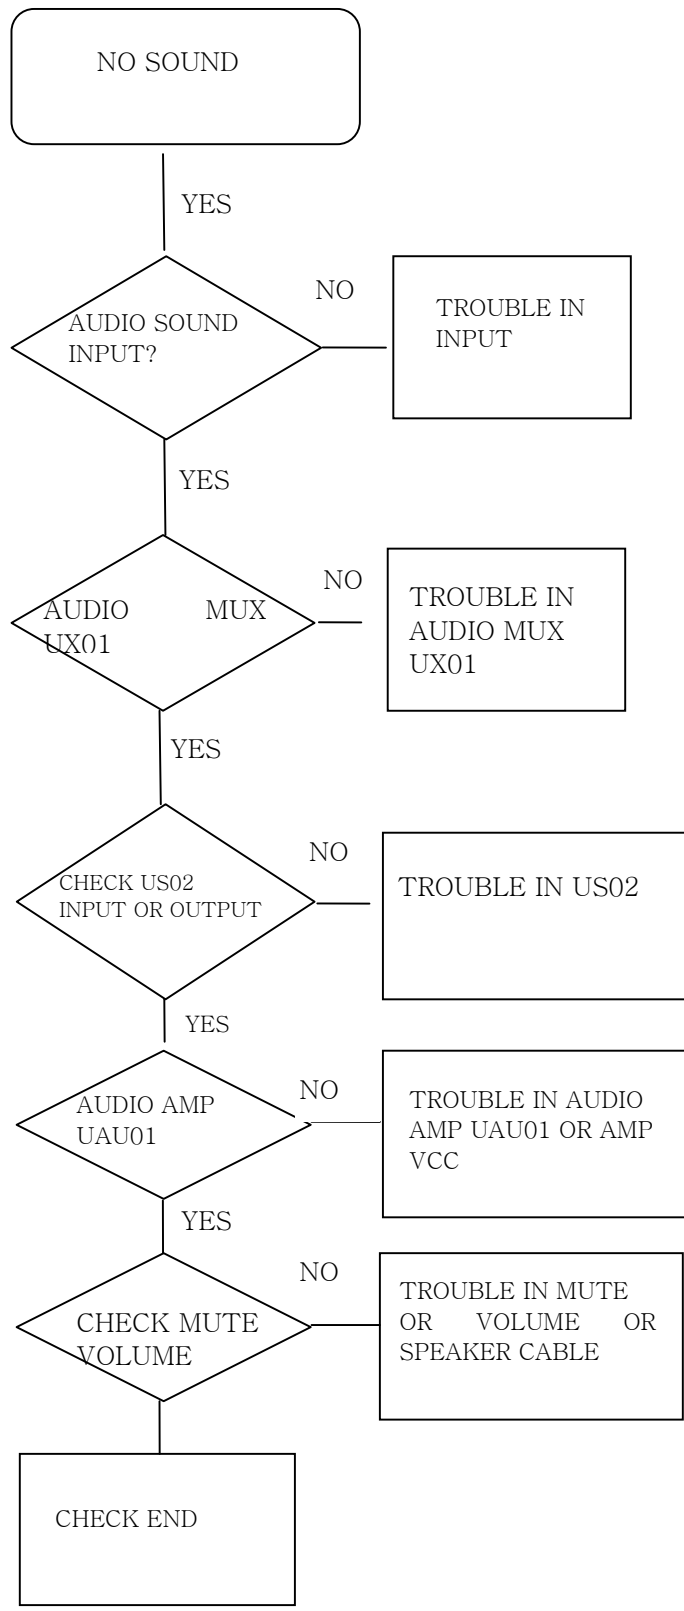 NO SOUND
YES
NO
AUDIO SOUND
INPUT?
TROUBLE IN
INPUT
YES
NO
AUDIO MUX
UX01
TROUBLE IN
AUDIO MUX
UX01
YES
NO
CHECK US02
INPUT OR OUTPUT
TROUBLE IN US02
YES
NO
AUDIO AMP
UAU01
TROUBLE IN AUDIO
AMP UAU01 OR AMP
VCC
YES
NO
CHECK MUTE
VOLUME
TROUBLE IN MUTE
OR VOLUME OR
SPEAKER CABLE
CHECK END